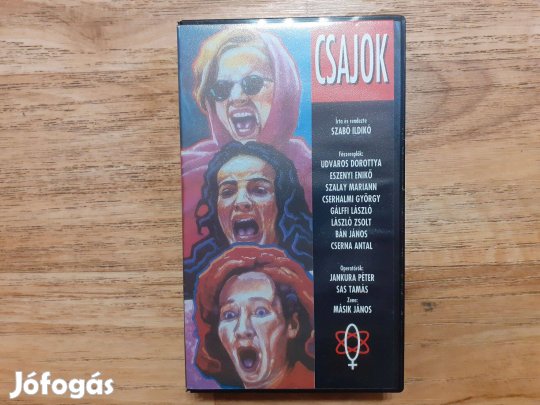 CSAJOK
Írta és rendezte
SZABÓ ILDIKÓ
Főszereplők:
UDVAROS DOROTTYA
ESZENYI ENIKŐ
SZALAY MARIANN
CSERHALMI GYÖRGY
GÁLFFI LÁSZLÓ
LÁSZLÓ ZSOLT
BÁN JÁNOS
CSERNA ANTAL
Operatőrök:
JANKURA PÉTER
SAS TAMÁS
Zene:
MÁSIK JÁNOS
Jófogás